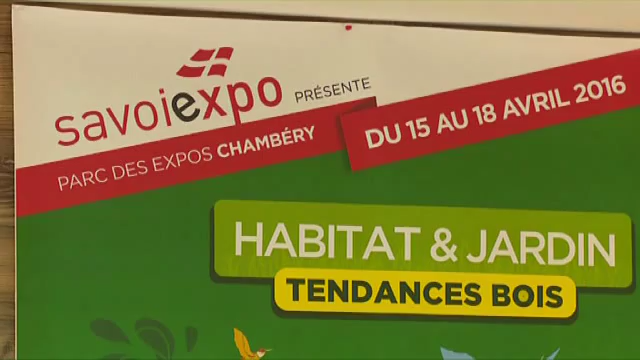 savoiexpo PRÉSENTE
PARC DES EXPOS CHAMBÉRY
DU 15 AU 18 AVRIL 2016
HABITAT & JARDIN
TENDANCES BOIS